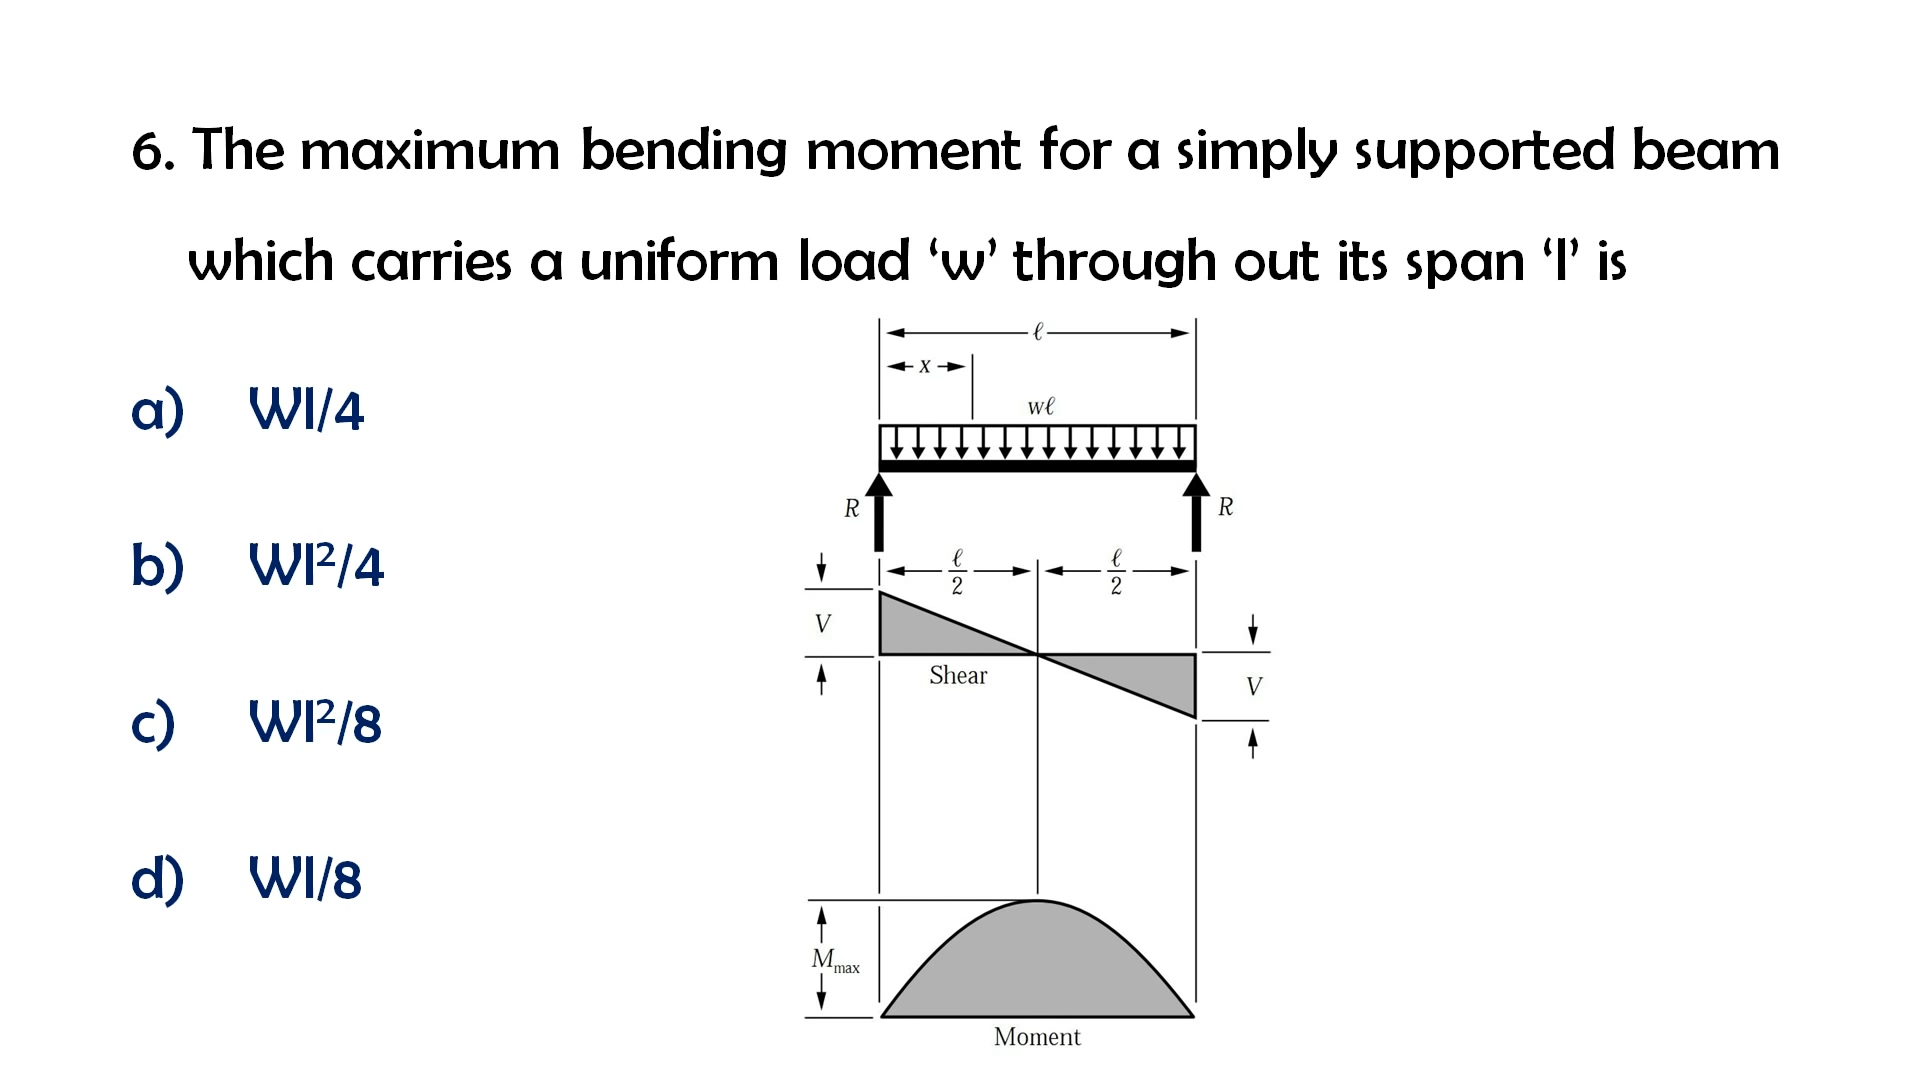 6. The maximum bending moment for a simply supported beam
which carries a uniform load ‘w’ through out its span ‘l’ is
a) Wl/4
b) Wl²/4
c) Wl²/8
d) Wl/8
ℓ
x
wℓ
R R
ℓ/2 ℓ/2
V
Shear
V
Mmax
Moment